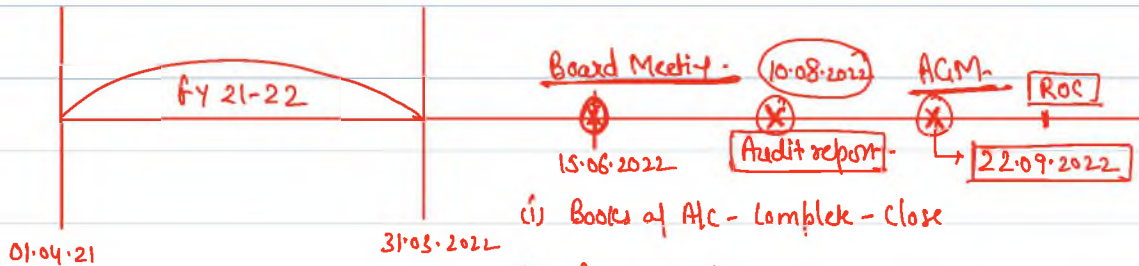 Board Meeting - 10.08.2022 AGM-
fy 21-22 ROC
15.06.2022 Audit report- 22.09.2022
(i) Books of A/c - Complete - Close
01.04.21 31.03.2022